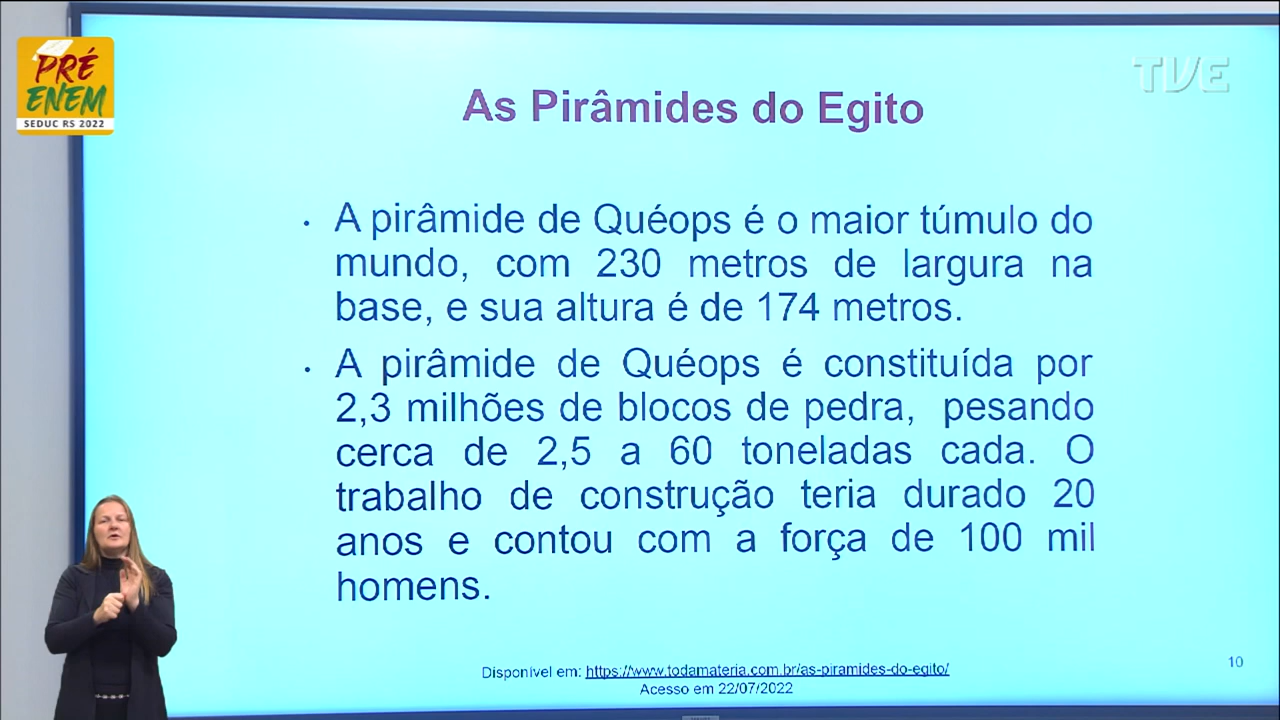 PRÉ
ENEM
SEDUC RS 2022
TVE
As Pirâmides do Egito
• A pirâmide de Quéops é o maior túmulo do
mundo, com 230 metros de largura na
base, e sua altura é de 174 metros.
• A pirâmide de Quéops é constituída por
2,3 milhões de blocos de pedra, pesando
cerca de 2,5 a 60 toneladas cada. O
trabalho de construção teria durado 20
anos e contou com a força de 100 mil
homens.
Disponível em: https://www.todamateria.com.br/as-piramides-do-egito/
Acesso em 22/07/2022
10